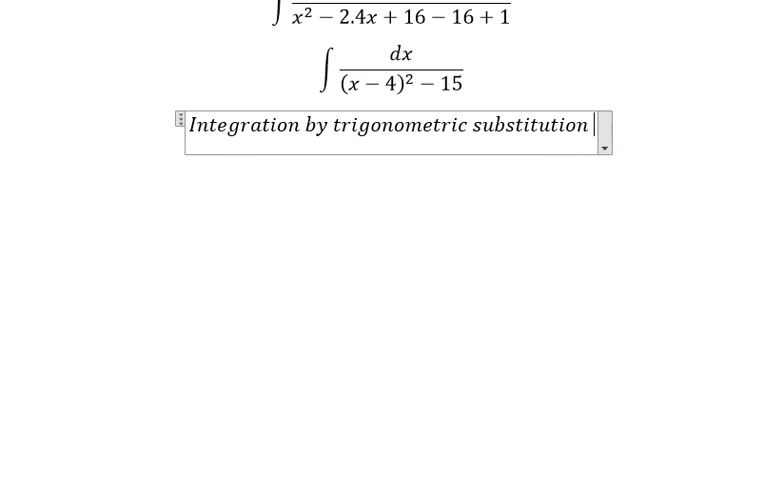 ∫ x² − 2.4x + 16 − 16 + 1
∫ dx / (x − 4)² − 15
Integration by trigonometric substitution